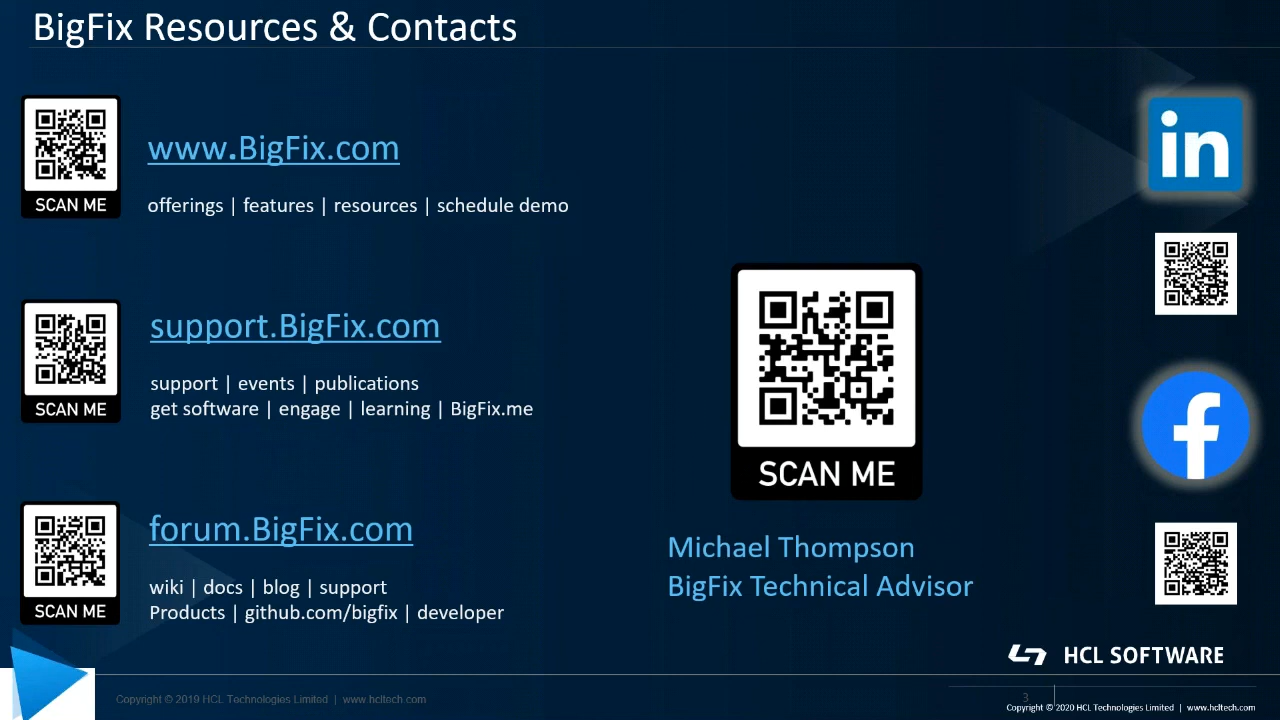 BigFix Resources & Contacts
www.BigFix.com
offerings | features | resources | schedule demo
SCAN ME
support.BigFix.com
support | events | publications
get software | engage | learning | BigFix.me
SCAN ME
forum.BigFix.com
wiki | docs | blog | support
Products | github.com/bigfix | developer
SCAN ME
SCAN ME
Michael Thompson
BigFix Technical Advisor
in
f
HCL SOFTWARE
Copyright © 2019 HCL Technologies Limited | www.hcltech.com
3
Copyright © 2020 HCL Technologies Limited | www.hcltech.com